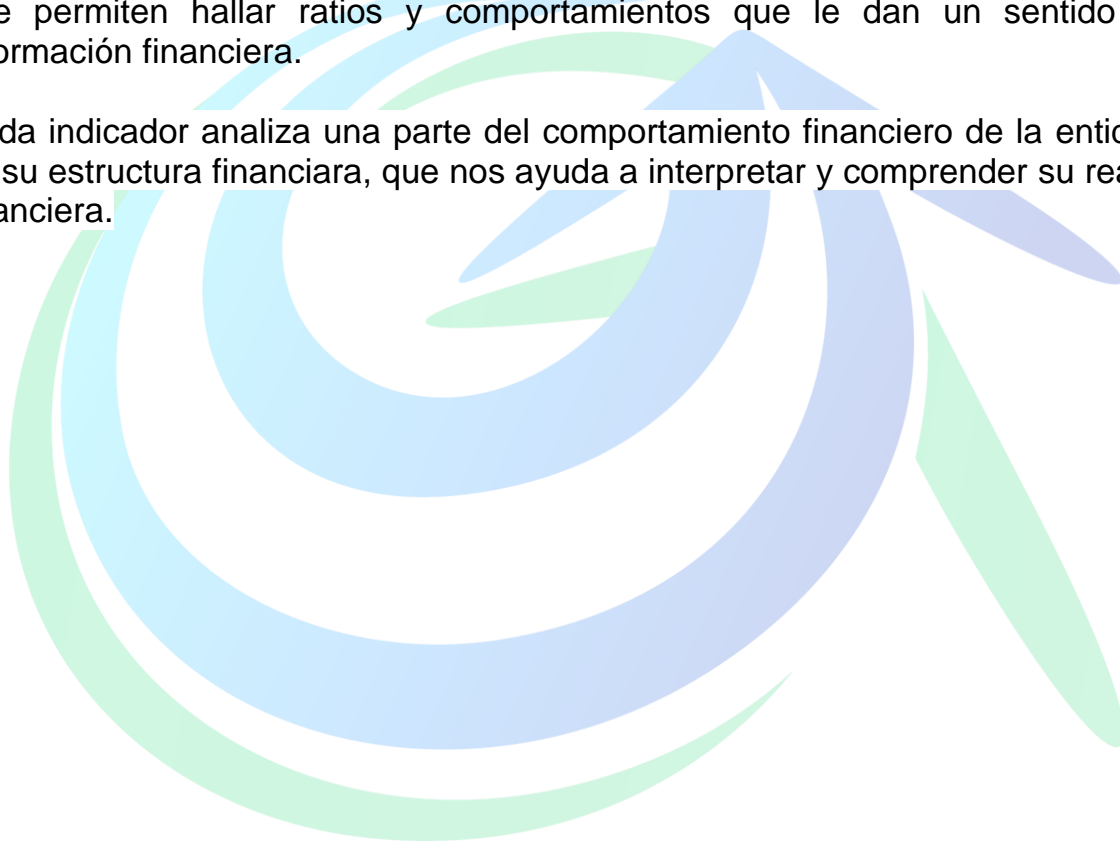 e permiten hallar ratios y comportamientos que le dan un sentido
ormación financiera.
da indicador analiza una parte del comportamiento financiero de la entid
su estructura financiara, que nos ayuda a interpretar y comprender su rea
anciera.